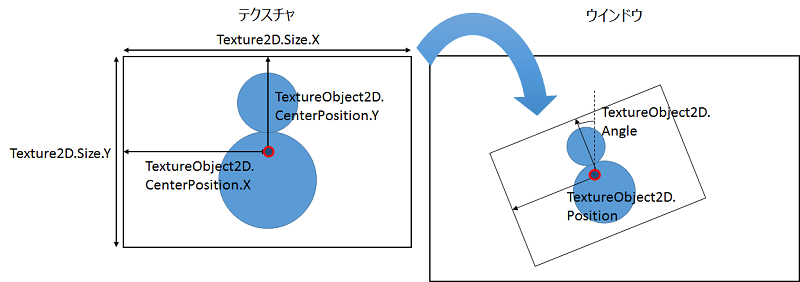 テクスチャ
Texture2D.Size.X
Texture2D.Size.Y
TextureObject2D.
CenterPosition.Y
TextureObject2D.
CenterPosition.X
ウインドウ
TextureObject2D.
Angle
TextureObject2D.
Position